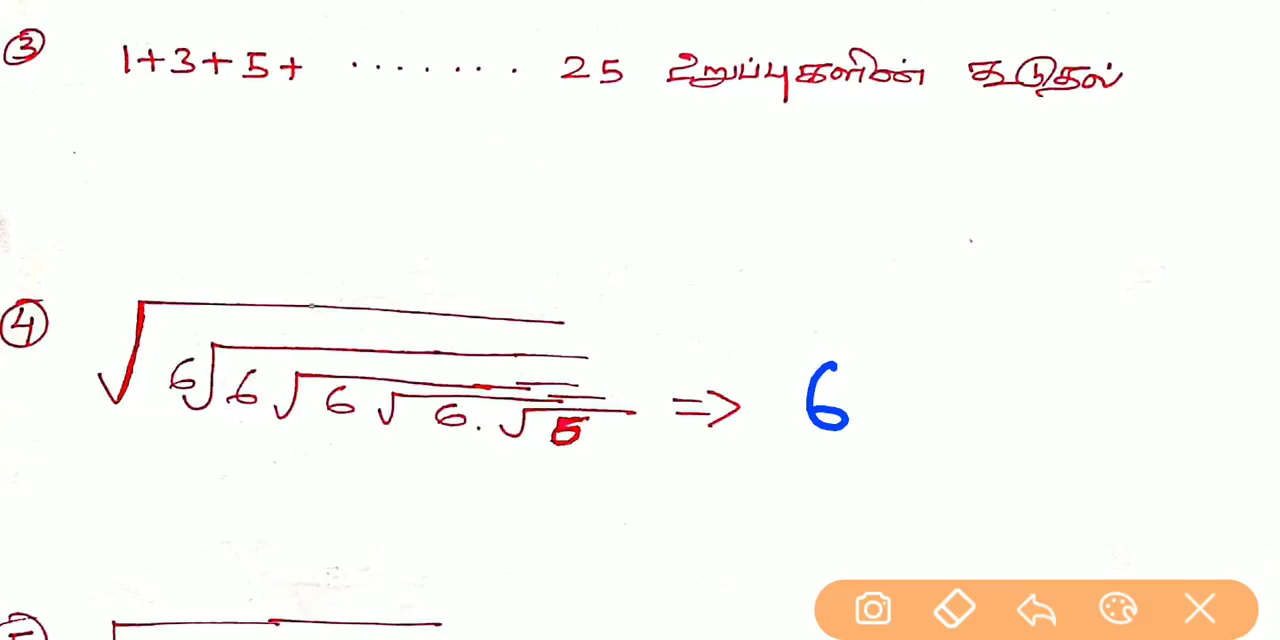 ③ 1+3+5+ ....... 25 உறுப்புகளின் கூடுதல்
④ √6√6√6√6.√5 => 6